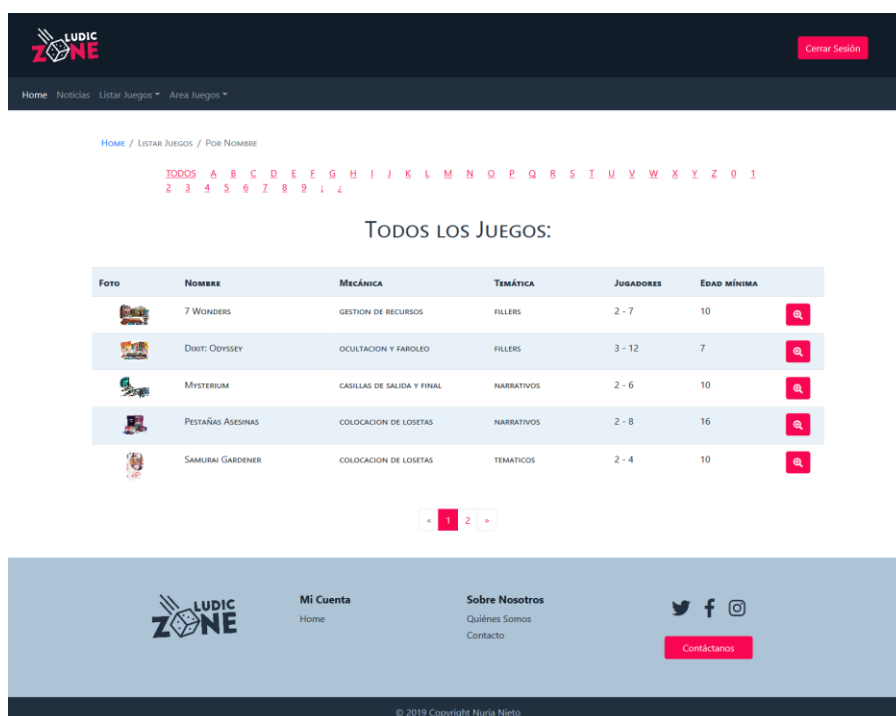 LUDIC
ZONE
Cerrar Sesión
Home Noticias Listar Juegos Area Juegos
Home / Listar Juegos / Por Nombre
TODOS A B C D E F G H I J K L M N O P Q R S T U V W X Y Z 0 1
2 3 4 5 6 7 8 9 ¡ ¿
Todos los Juegos:
Foto Nombre Mecánica Temática Jugadores Edad mínima
7 Wonders gestion de recursos fillers 2 - 7 10
Dixit: Odyssey ocultacion y faroleo fillers 3 - 12 7
Mysterium casillas de salida y final narrativos 2 - 6 10
Pestañas Asesinas colocacion de losetas narrativos 2 - 8 16
Samurai Gardener colocacion de losetas tematicos 2 - 4 10
« 1 2 »
LUDIC
ZONE
Mi Cuenta
Home
Sobre Nosotros
Quiénes Somos
Contacto
Contáctanos
© 2019 Copyright Nuria Nieto